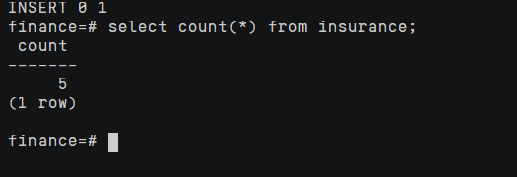 INSERT 0 1
finance=# select count(*) from insurance;
 count
-------
     5
(1 row)

finance=#